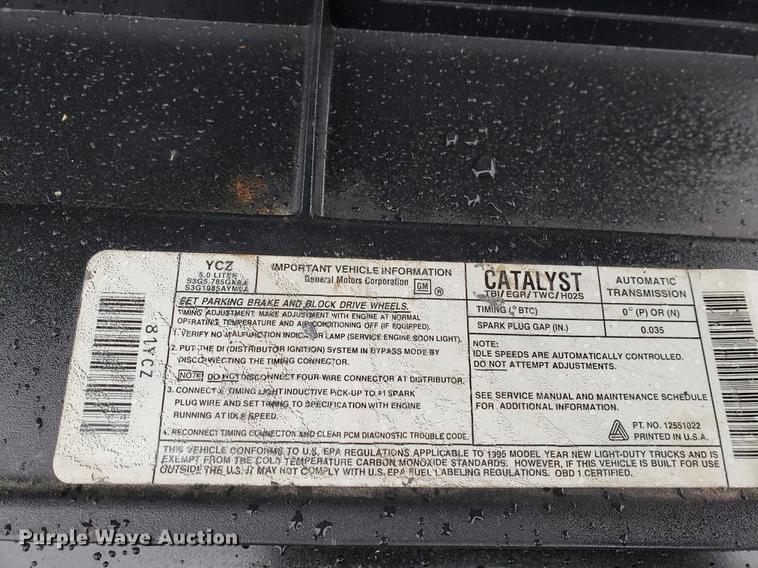 YCZ
5.0 LITER
S3G1085AYMEA
IMPORTANT VEHICLE INFORMATION
General Motors Corporation GM
CATALYST
TBI/EGR/TWC/HO2S
AUTOMATIC
TRANSMISSION
SET PARKING BRAKE AND BLOCK DRIVE WHEELS.
TIMING ADJUSTMENT: MAKE ADJUSTMENT WITH ENGINE AT NORMAL
OPERATING TEMPERATURE AND AIR CONDITIONING OFF (IF EQUIPPED).
1. VERIFY NO MALFUNCTION INDICATOR LAMP (SERVICE ENGINE SOON LIGHT).
2. PUT THE DI (DISTRIBUTOR IGNITION) SYSTEM IN BYPASS MODE BY
DISCONNECTING THE TIMING CONNECTOR.
NOTE DO NOT DISCONNECT FOUR-WIRE CONNECTOR AT DISTRIBUTOR.
3. CONNECT A TIMING LIGHT INDUCTIVE PICK-UP TO #1 SPARK
PLUG WIRE AND SET TIMING TO SPECIFICATION WITH ENGINE
RUNNING AT IDLE SPEED.
4. RECONNECT TIMING CONNECTOR AND CLEAR PCM DIAGNOSTIC TROUBLE CODE.
TIMING (°BTC) 0° (P) OR (N)
SPARK PLUG GAP (IN.) 0.035
NOTE:
IDLE SPEEDS ARE AUTOMATICALLY CONTROLLED.
DO NOT ATTEMPT ADJUSTMENTS.
SEE SERVICE MANUAL AND MAINTENANCE SCHEDULE
FOR ADDITIONAL INFORMATION.
PT. NO. 12551022
PRINTED IN U.S.A.
THIS VEHICLE CONFORMS TO U.S. EPA REGULATIONS APPLICABLE TO 1995 MODEL YEAR NEW LIGHT-DUTY TRUCKS AND IS
EXEMPT FROM THE COLD TEMPERATURE CARBON MONOXIDE STANDARDS. HOWEVER, IF THIS VEHICLE IS BUILT FOR USE
OUTSIDE THE U.S. IT MAY NOT COMPLY WITH U.S. EPA FUEL LABELING REGULATIONS. OBD 1 CERTIFIED.
81YCZ
Purple Wave Auction